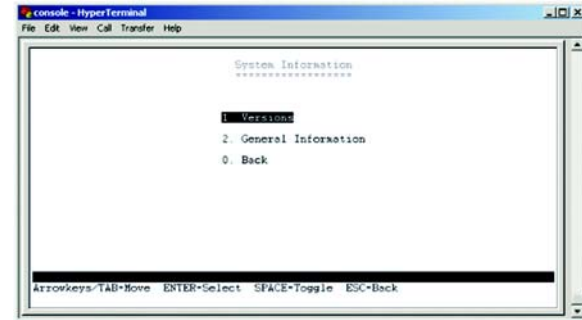 console - HyperTerminal
File Edit View Call Transfer Help
System Information
==================
1. Versions
2. General Information
0. Back
Arrowkeys/TAB=Move ENTER=Select SPACE=Toggle ESC=Back